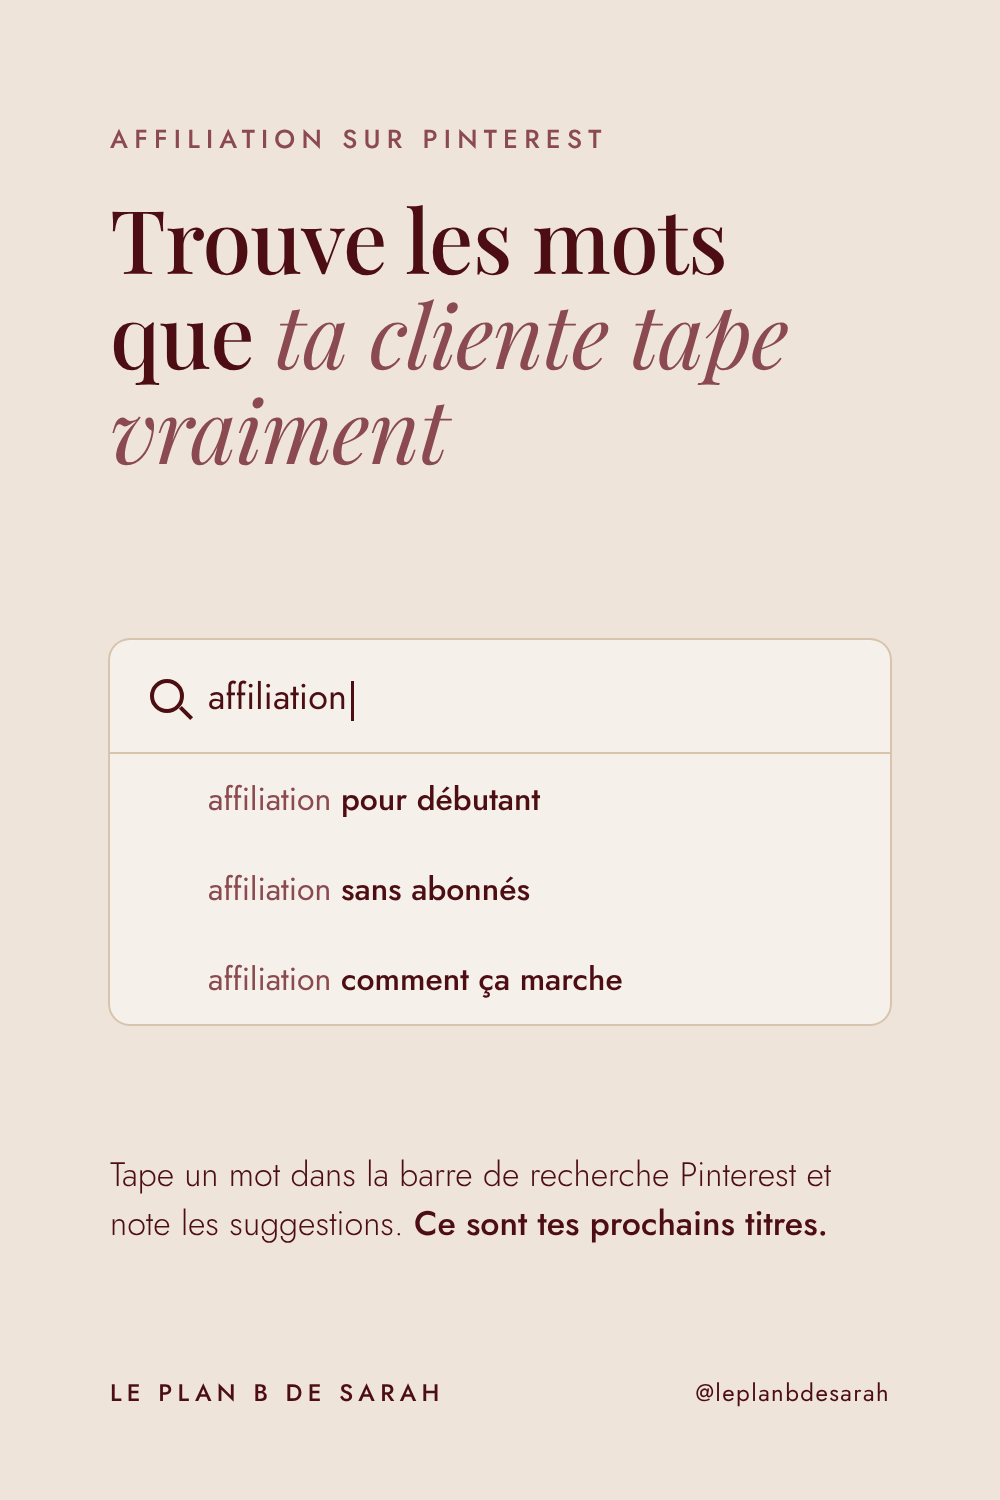 AFFILIATION SUR PINTEREST
Trouve les mots
que ta cliente tape
vraiment
affiliation
affiliation pour débutant
affiliation sans abonnés
affiliation comment ça marche
Tape un mot dans la barre de recherche Pinterest et
note les suggestions. Ce sont tes prochains titres.
LE PLAN B DE SARAH
@leplanbdesarah